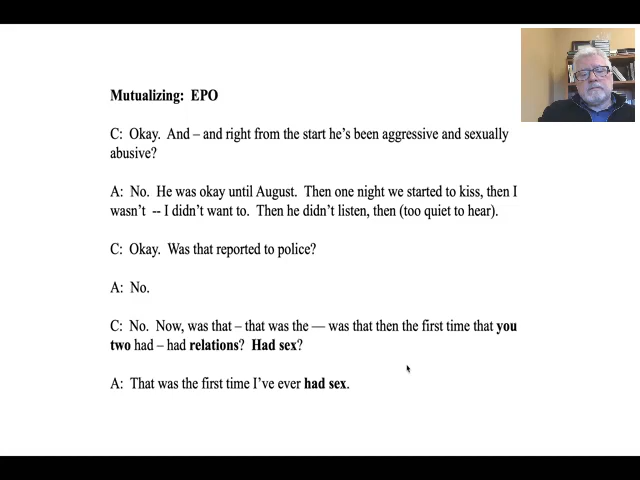 Mutualizing: EPO
C: Okay. And – and right from the start he's been aggressive and sexually
abusive?
A: No. He was okay until August. Then one night we started to kiss, then I
wasn't -- I didn't want to. Then he didn't listen, then (too quiet to hear).
C: Okay. Was that reported to police?
A: No.
C: No. Now, was that – that was the — was that then the first time that you
two had – had relations? Had sex?
A: That was the first time I've ever had sex.